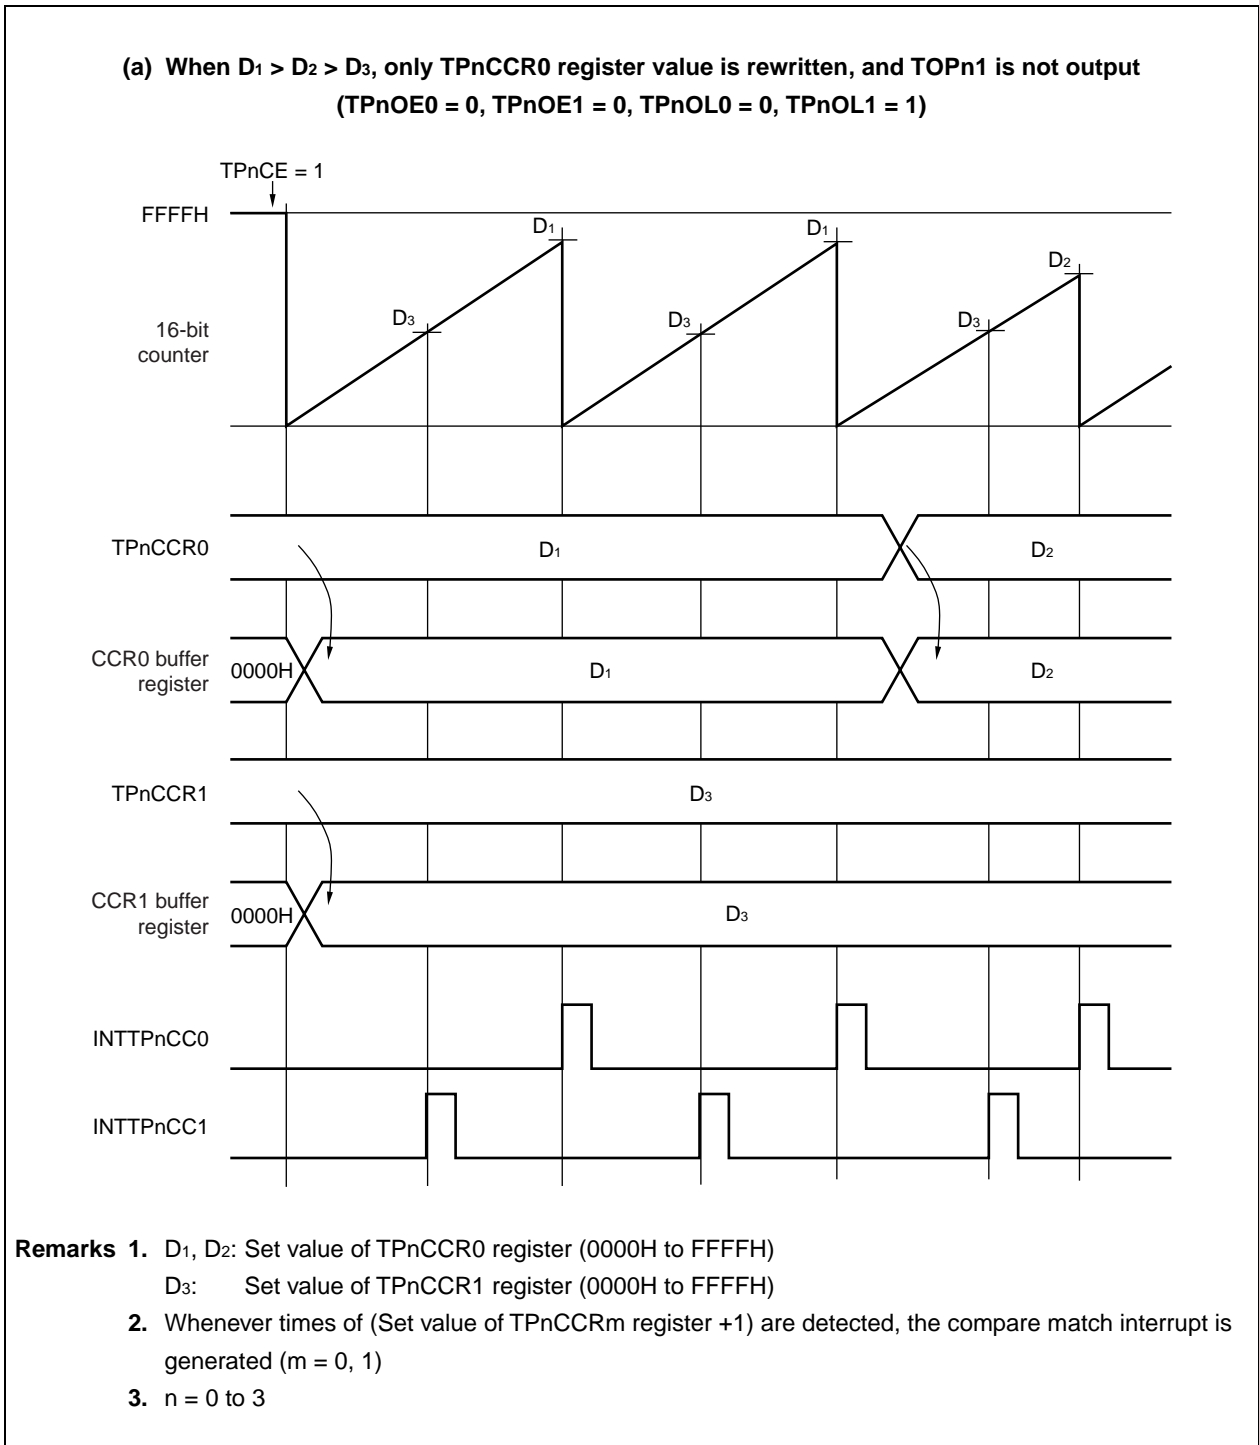 (a) When D1 > D2 > D3, only TPnCCR0 register value is rewritten, and TOPn1 is not output
(TPnOE0 = 0, TPnOE1 = 0, TPnOL0 = 0, TPnOL1 = 1)
TPnCE = 1
FFFFH
D1
D1
D2
D3
D3
D3
16-bit
counter
TPnCCR0
D1
D2
CCR0 buffer
register
0000H
D1
D2
TPnCCR1
D3
CCR1 buffer
register
0000H
D3
INTTPnCC0
INTTPnCC1
Remarks 1. D1, D2: Set value of TPnCCR0 register (0000H to FFFFH)
D3: Set value of TPnCCR1 register (0000H to FFFFH)
2. Whenever times of (Set value of TPnCCRm register +1) are detected, the compare match interrupt is
generated (m = 0, 1)
3. n = 0 to 3